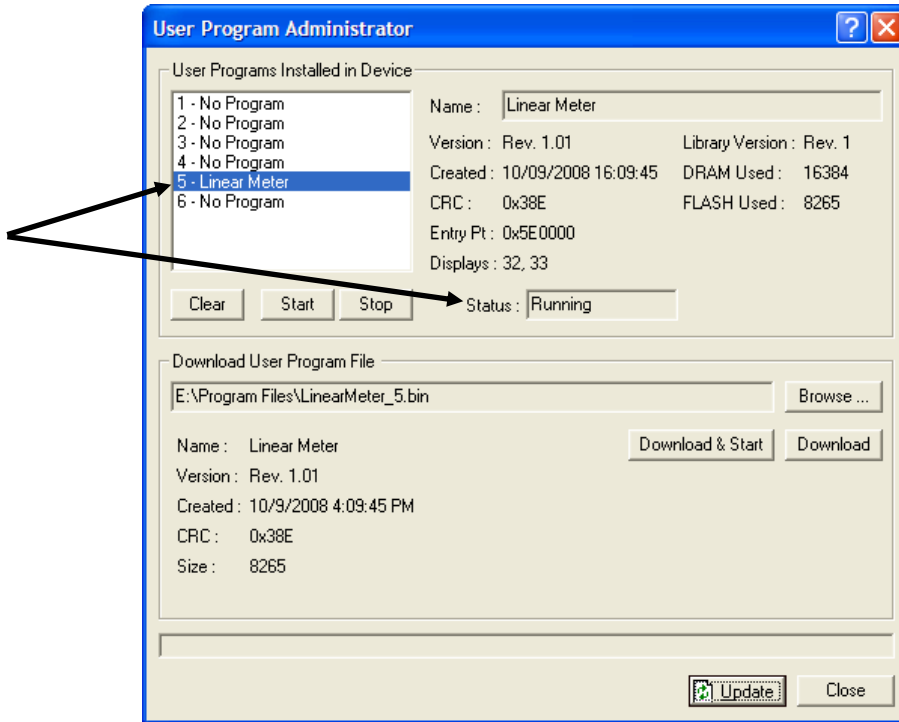 User Program Administrator
User Programs Installed in Device
1 - No Program
2 - No Program
3 - No Program
4 - No Program
5 - Linear Meter
6 - No Program
Name : Linear Meter
Version : Rev. 1.01 Library Version : Rev. 1
Created : 10/09/2008 16:09:45 DRAM Used : 16384
CRC : 0x38E FLASH Used : 8265
Entry Pt : 0x5E0000
Displays : 32, 33
Clear Start Stop Status : Running
Download User Program File
E:\Program Files\LinearMeter_5.bin Browse ...
Name : Linear Meter Download & Start Download
Version : Rev. 1.01
Created : 10/9/2008 4:09:45 PM
CRC : 0x38E
Size : 8265
Update Close